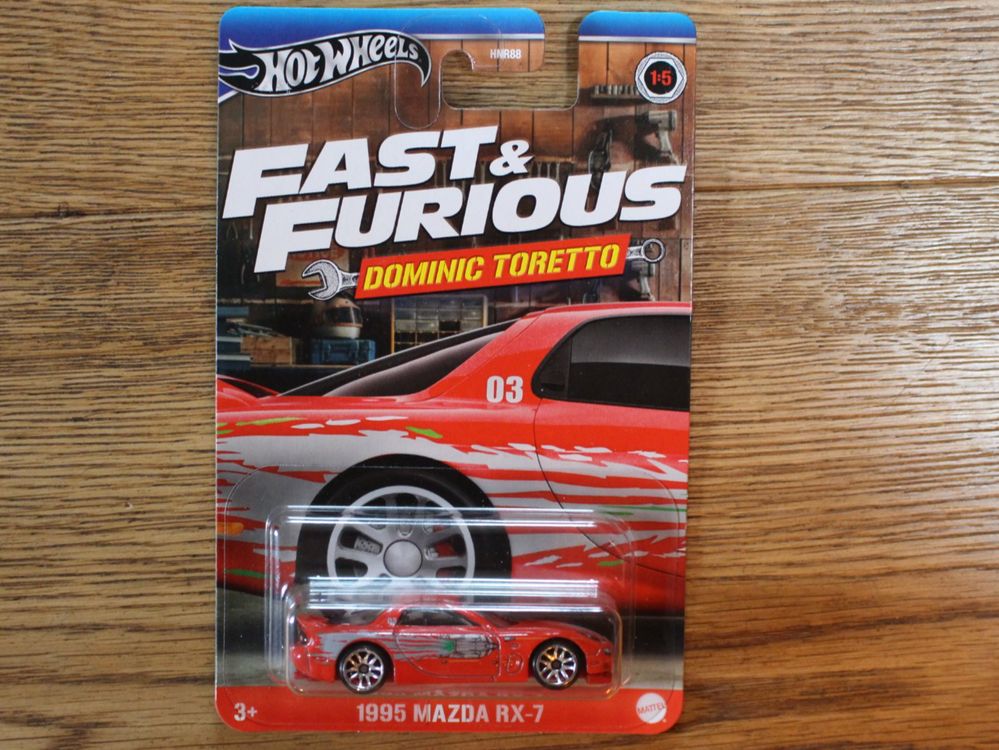 HOT WHEELS
HNR88
1:5
FAST &
FURIOUS
DOMINIC TORETTO
03
3+
1995 MAZDA RX-7
MATTEL